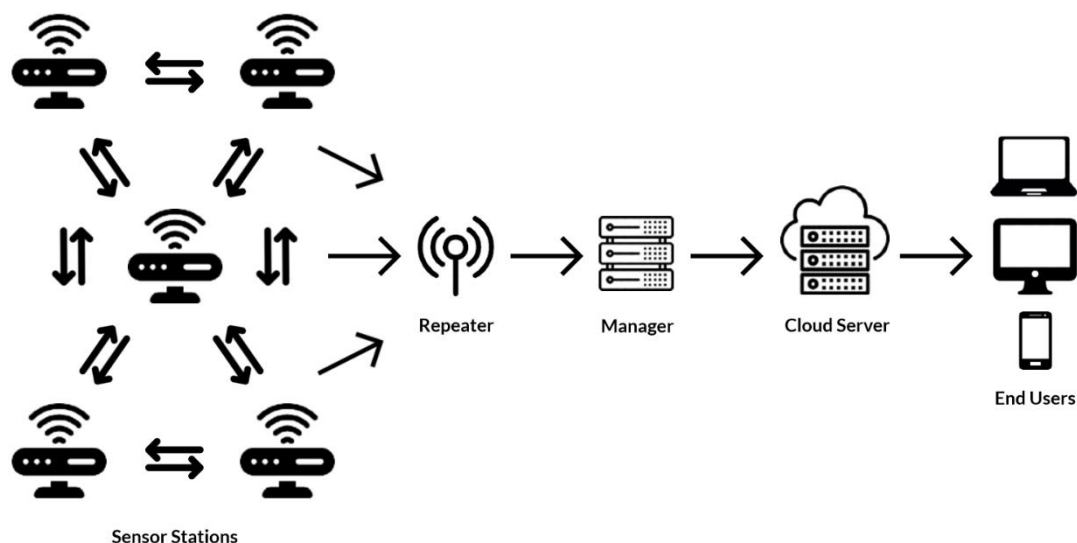 Repeater
Manager
Cloud Server
End Users
Sensor Stations